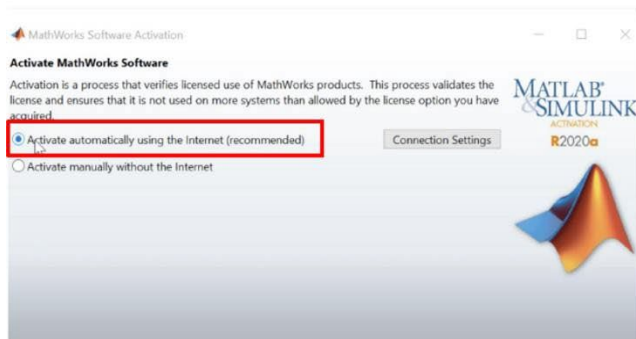 MathWorks Software Activation
Activate MathWorks Software
Activation is a process that verifies licensed use of MathWorks products. This process validates the
license and ensures that it is not used on more systems than allowed by the license option you have
acquired.
Activate automatically using the Internet (recommended)
Connection Settings
Activate manually without the Internet
MATLAB®
&SIMULINK
ACTIVATION
R2020a